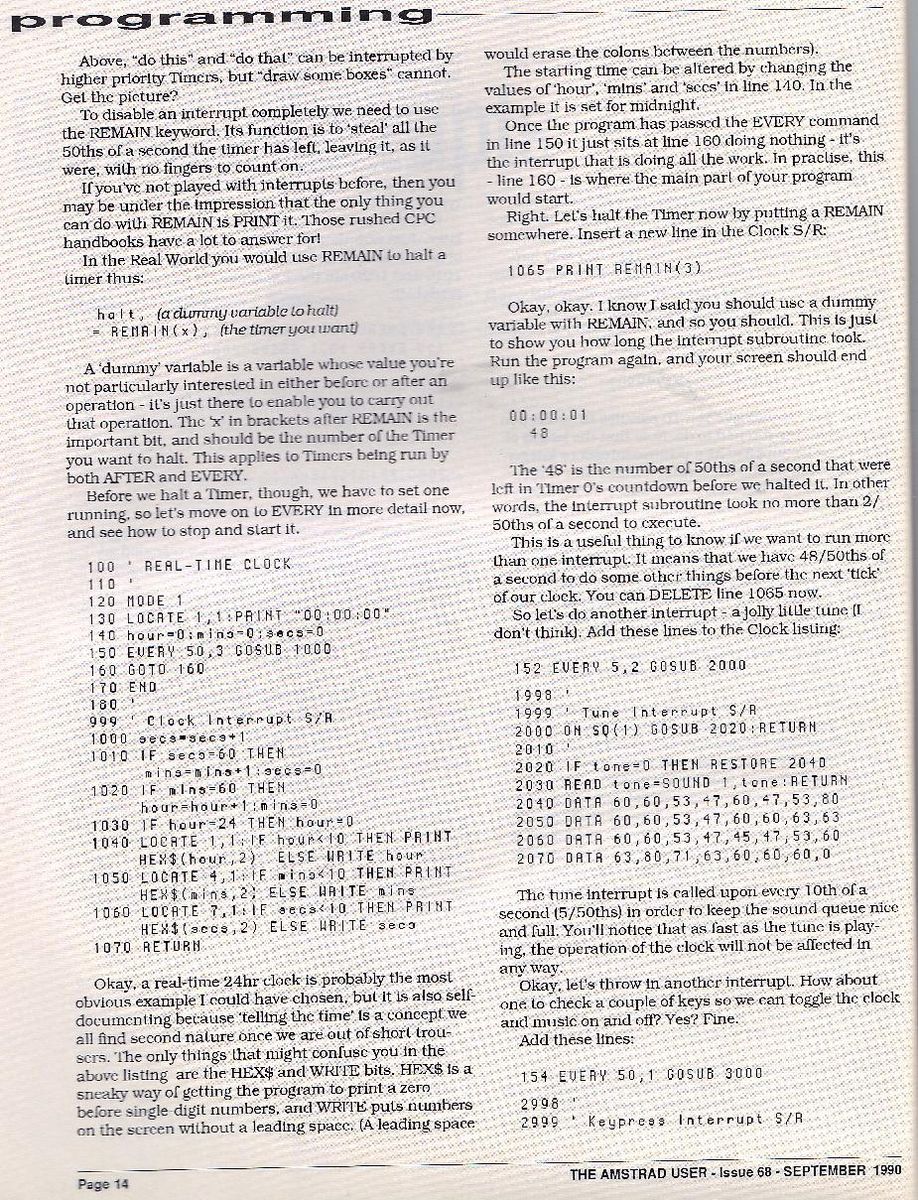 programming
Above, "do this" and "do that" can be interrupted by
higher priority Timers, but "draw some boxes" cannot.
Get the picture?
To disable an interrupt completely we need to use
the REMAIN keyword. Its function is to 'steal' all the
50ths of a second the timer has left, leaving it, as it
were, with no fingers to count on.
If you've not played with interrupts before, then you
may be under the impression that the only thing you
can do with REMAIN is PRINT it. Those rushed CPC
handbooks have a lot to answer for!
In the Real World you would use REMAIN to halt a
timer thus:
halt, (a dummy variable to halt)
= REMAIN(x), (the timer you want)
A 'dummy' variable is a variable whose value you're
not particularly interested in either before or after an
operation - it's just there to enable you to carry out
that operation. The 'x' in brackets after REMAIN is the
important bit, and should be the number of the Timer
you want to halt. This applies to Timers being run by
both AFTER and EVERY.
Before we halt a Timer, though, we have to set one
running, so let's move on to EVERY in more detail now,
and see how to stop and start it.
100 ' REAL-TIME CLOCK
110 '
120 MODE 1
130 LOCATE 1,1:PRINT "00:00:00"
140 hour=0:mins=0:secs=0
150 EVERY 50,3 GOSUB 1000
160 GOTO 160
170 END
180 '
999 ' Clock Interrupt S/R
1000 secs=secs+1
1010 IF secs=60 THEN
mins=mins+1:secs=0
1020 IF mins=60 THEN
hour=hour+1:mins=0
1030 IF hour=24 THEN hour=0
1040 LOCATE 1,1:IF hour<10 THEN PRINT
HEX$(hour,2) ELSE WRITE hour
1050 LOCATE 4,1:IF mins<10 THEN PRINT
HEX$(mins,2) ELSE WRITE mins
1060 LOCATE 7,1:IF secs<10 THEN PRINT
HEX$(secs,2) ELSE WRITE secs
1070 RETURN
Okay, a real-time 24hr clock is probably the most
obvious example I could have chosen, but it is also self-
documenting because 'telling the time' is a concept we
all find second nature once we are out of short trou-
sers. The only things that might confuse you in the
above listing are the HEX$ and WRITE bits. HEX$ is a
sneaky way of getting the program to print a zero
before single digit numbers, and WRITE puts numbers
on the screen without a leading space. (A leading space
would erase the colons between the numbers).
The starting time can be altered by changing the
values of 'hour', 'mins' and 'secs' in line 140. In the
example it is set for midnight.
Once the program has passed the EVERY command
in line 150 it just sits at line 160 doing nothing - it's
the interrupt that is doing all the work. In practise, this
- line 160 - is where the main part of your program
would start.
Right. Let's halt the Timer now by putting a REMAIN
somewhere. Insert a new line in the Clock S/R:
1065 PRINT REMAIN(3)
Okay, okay. I know I said you should use a dummy
variable with REMAIN, and so you should. This is just
to show you how long the interrupt subroutine took.
Run the program again, and your screen should end
up like this:
00:00:01
48
The '48' is the number of 50ths of a second that were
left in Timer 0's countdown before we halted it. In other
words, the interrupt subroutine took no more than 2/
50ths of a second to execute.
This is a useful thing to know if we want to run more
than one interrupt. It means that we have 48/50ths of
a second to do some other things before the next 'tick'
of our clock. You can DELETE line 1065 now.
So let's do another interrupt - a jolly little tune (I
don't think). Add these lines to the Clock listing:
152 EVERY 5,2 GOSUB 2000
1998 '
1999 ' Tune Interrupt S/R
2000 ON SQ(1) GOSUB 2020:RETURN
2010 '
2020 IF tone=0 THEN RESTORE 2040
2030 READ tone=SOUND 1,tone:RETURN
2040 DATA 60,60,53,47,60,47,53,80
2050 DATA 60,60,53,47,60,60,63,63
2060 DATA 60,60,53,47,45,47,53,60
2070 DATA 63,80,71,63,60,60,60,0
The tune interrupt is called upon every 10th of a
second (5/50ths) in order to keep the sound queue nice
and full. You'll notice that as fast as the tune is play-
ing, the operation of the clock will not be affected in
any way.
Okay, let's throw in another interrupt. How about
one to check a couple of keys so we can toggle the clock
and music on and off? Yes? Fine.
Add these lines:
154 EVERY 50,1 GOSUB 3000
2998 '
2999 ' Keypress Interrupt S/R
Page 14
THE AMSTRAD USER - Issue 68 - SEPTEMBER 1990